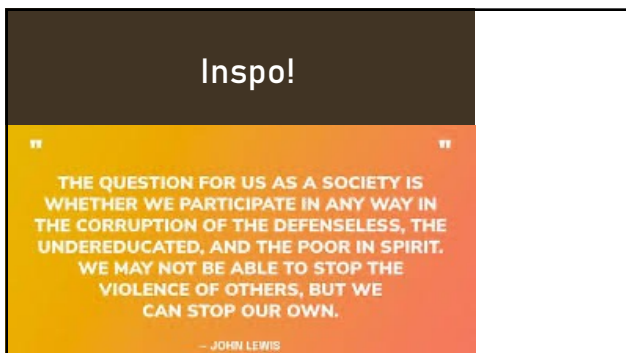 Inspo!
" "
THE QUESTION FOR US AS A SOCIETY IS
WHETHER WE PARTICIPATE IN ANY WAY IN
THE CORRUPTION OF THE DEFENSELESS, THE
UNDEREDUCATED, AND THE POOR IN SPIRIT.
WE MAY NOT BE ABLE TO STOP THE
VIOLENCE OF OTHERS, BUT WE
CAN STOP OUR OWN.
– JOHN LEWIS